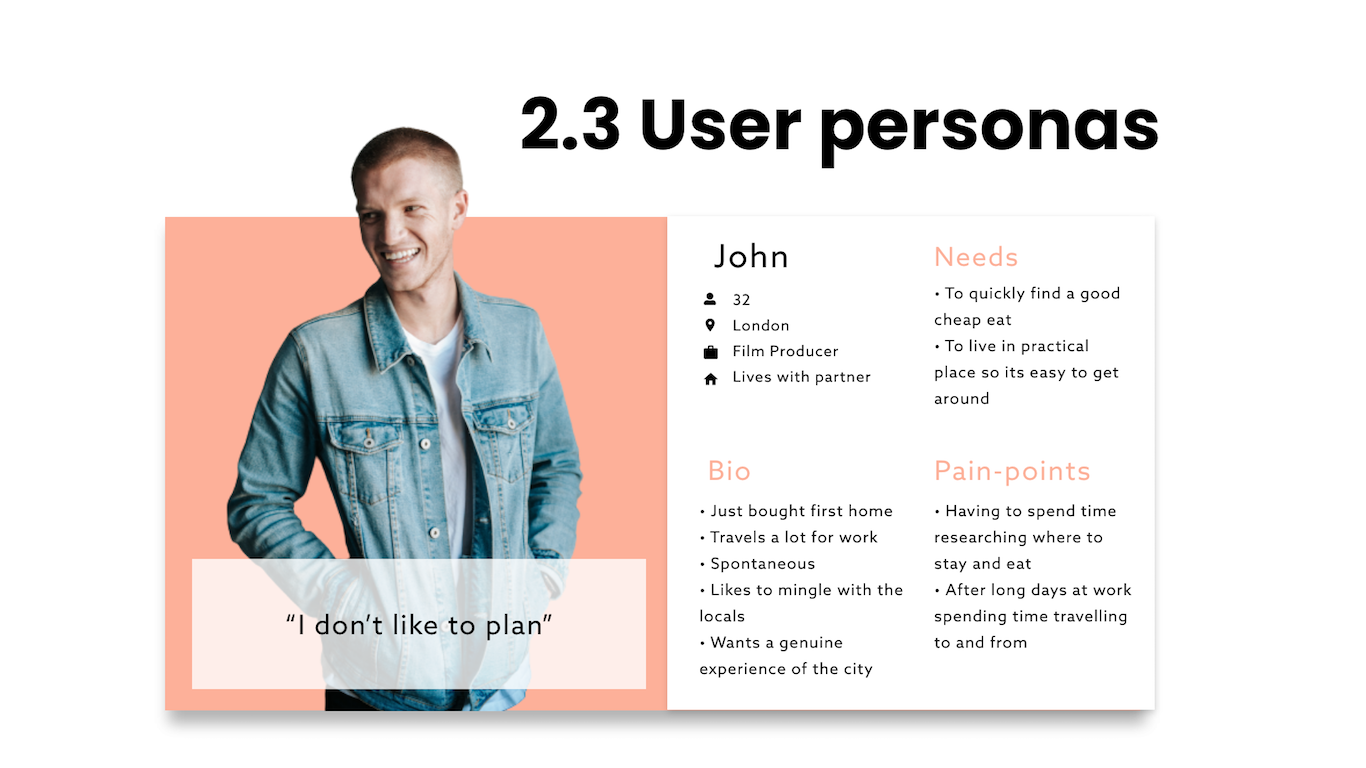 2.3 User personas
“I don’t like to plan”
John
32
London
Film Producer
Lives with partner
Needs
• To quickly find a good
cheap eat
• To live in practical
place so its easy to get
around
Bio
• Just bought first home
• Travels a lot for work
• Spontaneous
• Likes to mingle with the
locals
• Wants a genuine
experience of the city
Pain-points
• Having to spend time
researching where to
stay and eat
• After long days at work
spending time travelling
to and from